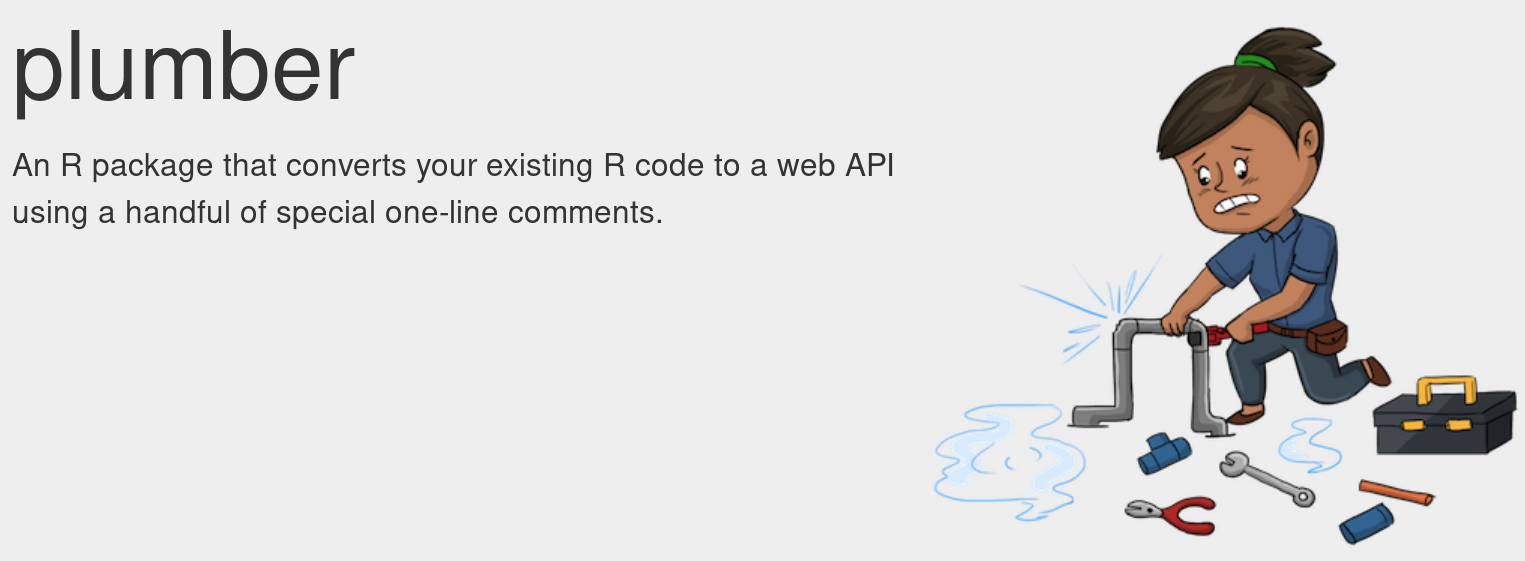 plumber
An R package that converts your existing R code to a web API
using a handful of special one-line comments.